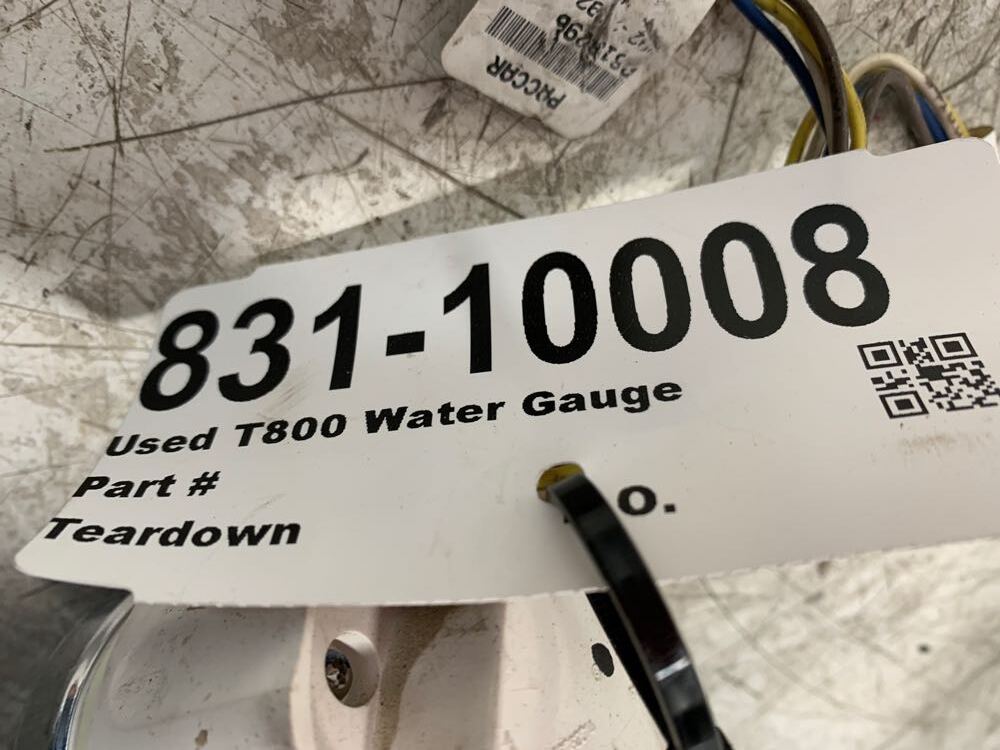 PACCAR
831-10008
Used T800 Water Gauge
Part #
o.
Teardown